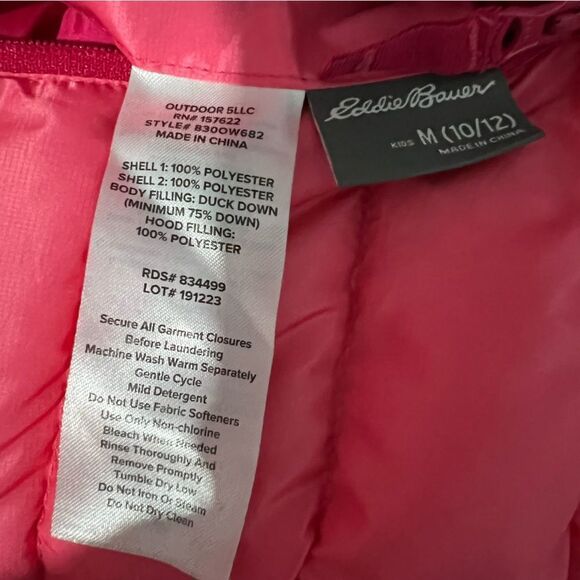 OUTDOOR 5LLC
RN# 157622
STYLE# B30OW682
MADE IN CHINA
SHELL 1: 100% POLYESTER
SHELL 2: 100% POLYESTER
BODY FILLING: DUCK DOWN
(MINIMUM 75% DOWN)
HOOD FILLING:
100% POLYESTER
RDS# 834499
LOT# 191223
Secure All Garment Closures
Before Laundering
Machine Wash Warm Separately
Gentle Cycle
Mild Detergent
Do Not Use Fabric Softeners
Use Only Non-chlorine
Bleach When Needed
Rinse Thoroughly And
Remove Promptly
Tumble Dry Low
Do Not Iron Or Steam
Do Not Dry Clean
Eddie Bauer
KIDS M (10/12)
MADE IN CHINA